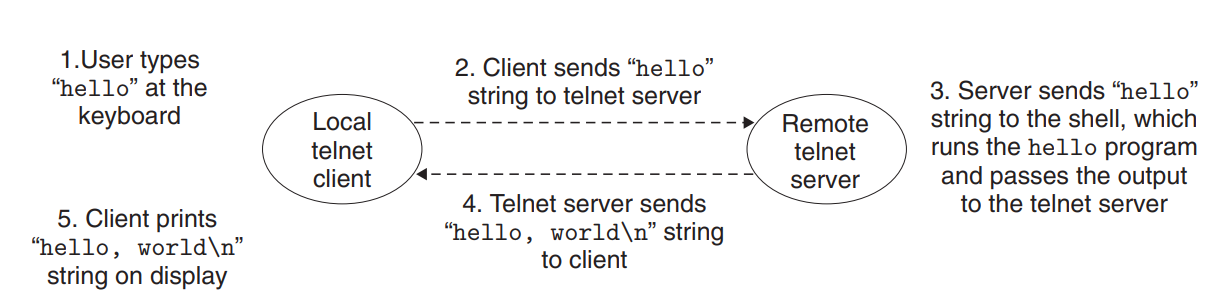 1.User types
“hello” at the
keyboard
Local
telnet
client
2. Client sends “hello”
string to telnet server
Remote
telnet
server
3. Server sends “hello”
string to the shell, which
runs the hello program
and passes the output
to the telnet server
4. Telnet server sends
“hello, world\n” string
to client
5. Client prints
“hello, world\n”
string on display